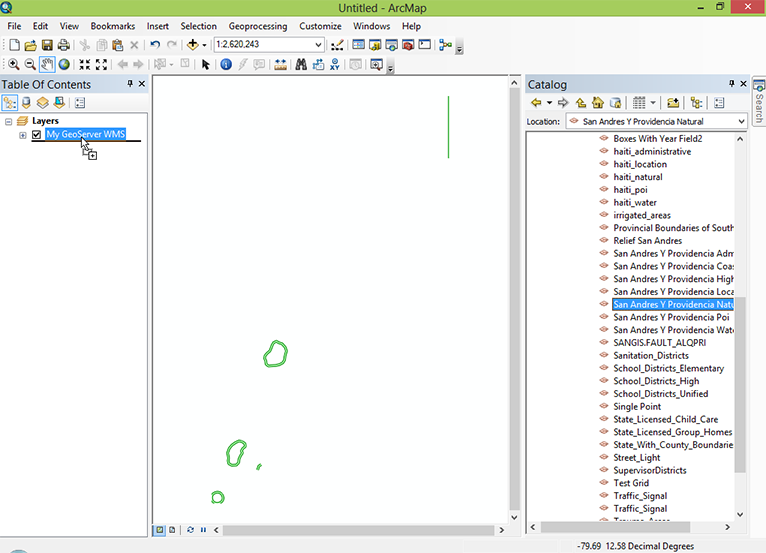 Untitled - ArcMap
File Edit View Bookmarks Insert Selection Geoprocessing Customize Windows Help
1:2,620,243
Table Of Contents
Layers
My GeoServer WMS
Catalog
Location: San Andres Y Providencia Natural
Boxes With Year Field2
haiti_administrative
haiti_location
haiti_natural
haiti_poi
haiti_water
irrigated_areas
Provincial Boundaries of South
Relief San Andres
San Andres Y Providencia Adm
San Andres Y Providencia Coa
San Andres Y Providencia High
San Andres Y Providencia Loca
San Andres Y Providencia Natu
San Andres Y Providencia Poi
San Andres Y Providencia Wate
SANGIS.FAULT_ALQPRI
Sanitation_Districts
School_Districts_Elementary
School_Districts_High
School_Districts_Unified
Single Point
State_Licensed_Child_Care
State_Licensed_Group_Homes
State_With_County_Boundarie
Street_Light
SupervisorDistricts
Test Grid
Traffic_Signal
Traffic_Signal
Search
-79.69 12.58 Decimal Degrees